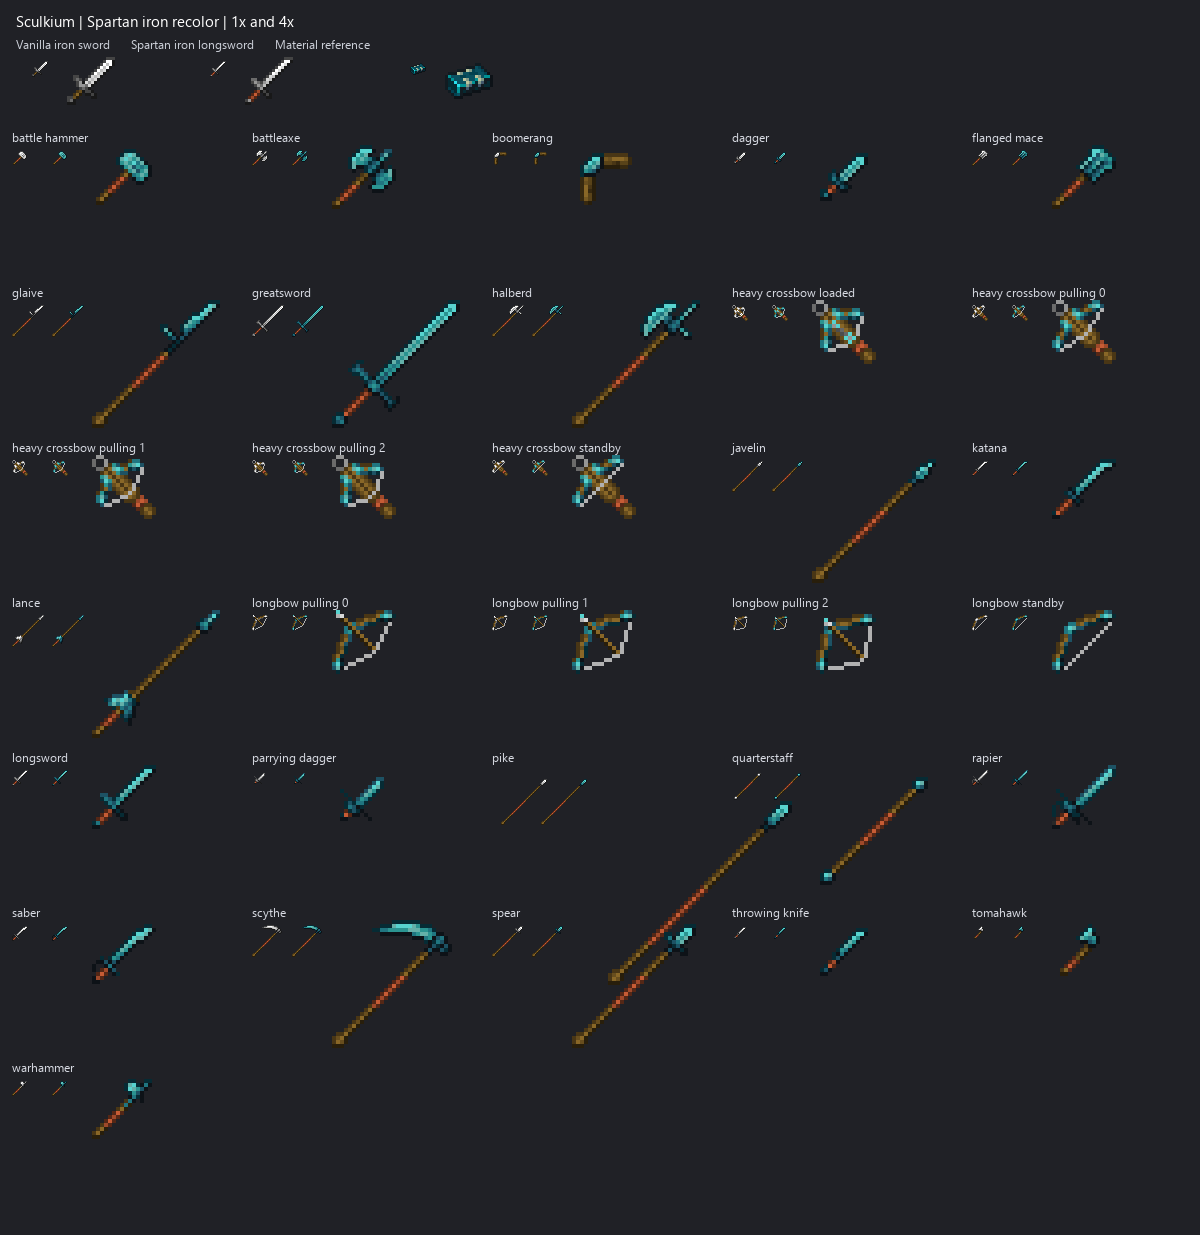 Sculkium | Spartan iron recolor | 1x and 4x
Vanilla iron sword Spartan iron longsword Material reference
battle hammer battleaxe boomerang dagger flanged mace
glaive greatsword halberd heavy crossbow loaded heavy crossbow pulling 0
heavy crossbow pulling 1 heavy crossbow pulling 2 heavy crossbow standby javelin katana
lance longbow pulling 0 longbow pulling 1 longbow pulling 2 longbow standby
longsword parrying dagger pike quarterstaff rapier
saber scythe spear throwing knife tomahawk
warhammer